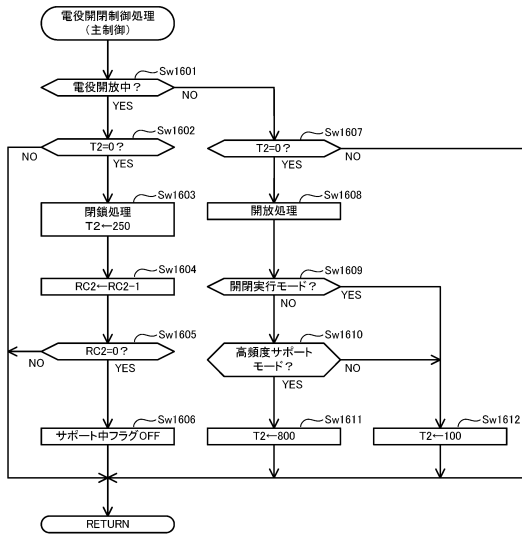 電役開閉制御処理
(主制御)
Sw1601
電役開放中?
YES
NO
Sw1602
T2=0?
NO
YES
Sw1607
T2=0?
NO
YES
Sw1603
閉鎖処理
T2←250
Sw1608
開放処理
Sw1604
RC2←RC2-1
Sw1609
開閉実行モード?
YES
NO
Sw1605
RC2=0?
NO
YES
Sw1610
高頻度サポート
モード?
NO
YES
Sw1606
サポート中フラグOFF
Sw1611
T2←800
Sw1612
T2←100
RETURN